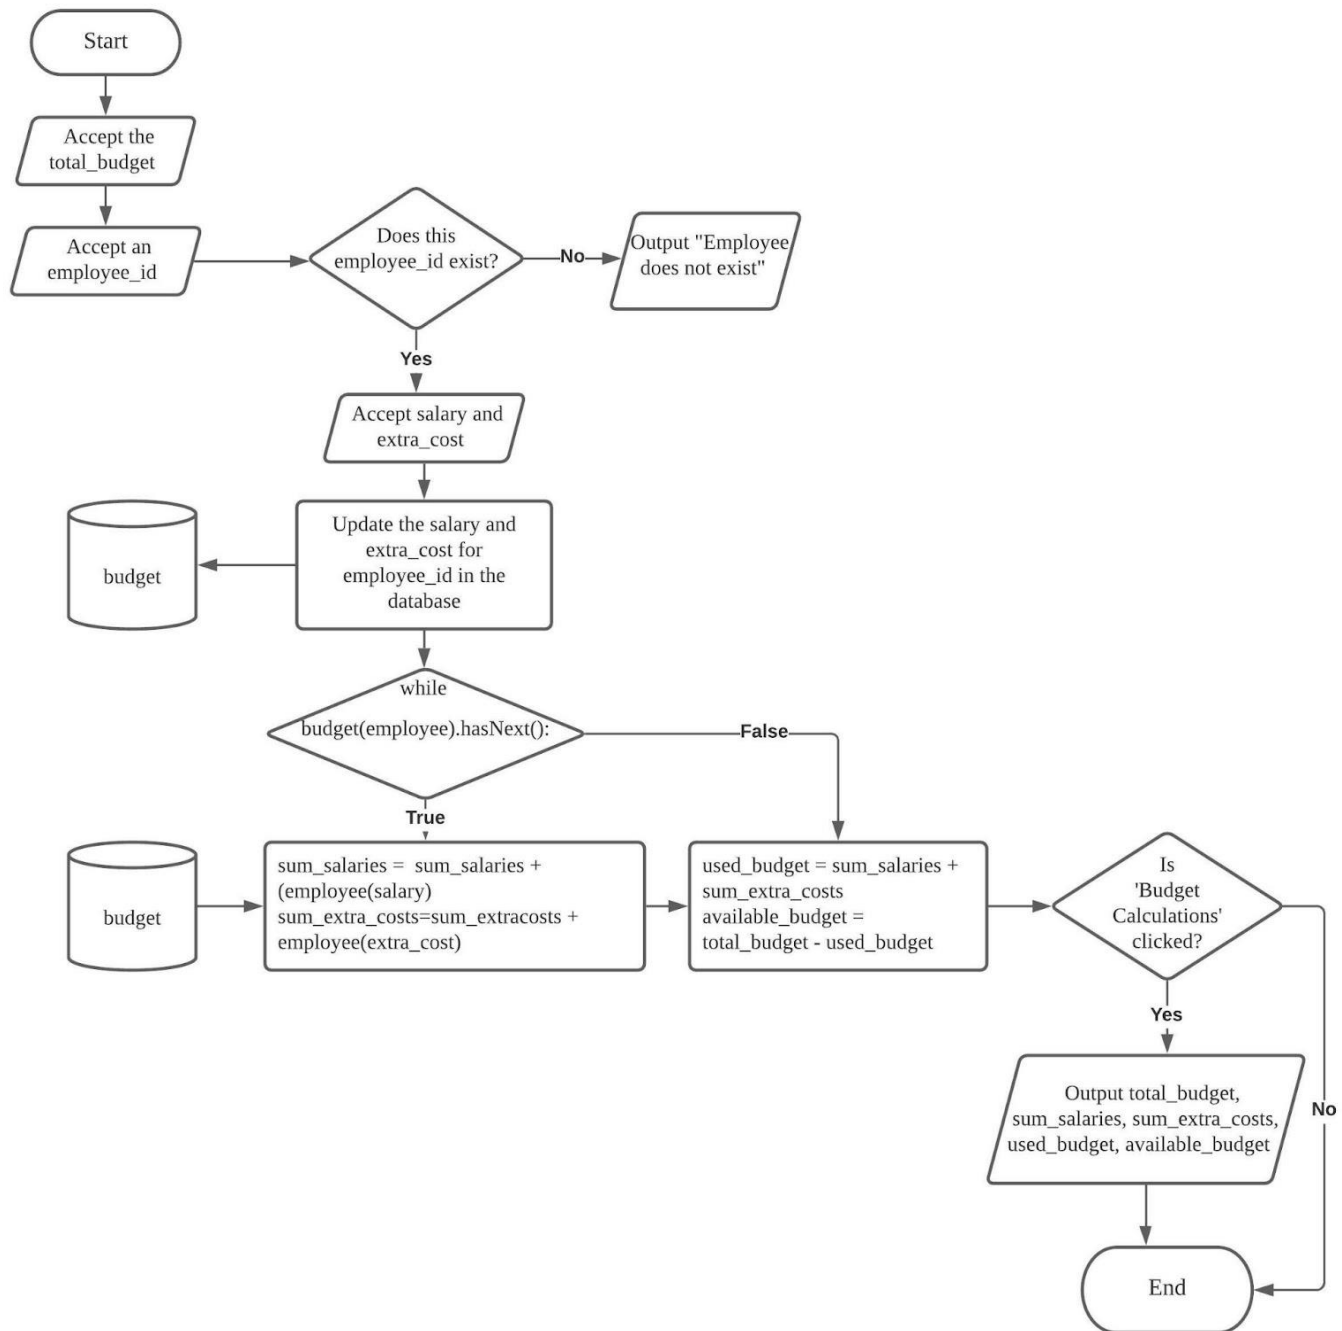 Start
Accept the
total_budget
Accept an
employee_id
Does this
employee_id exist?
No
Output "Employee
does not exist"
Yes
Accept salary and
extra_cost
Update the salary and
extra_cost for
employee_id in the
database
budget
while
budget(employee).hasNext():
False
True
budget
sum_salaries =  sum_salaries +
(employee(salary)
sum_extra_costs=sum_extracosts +
employee(extra_cost)
used_budget = sum_salaries +
sum_extra_costs
available_budget =
total_budget - used_budget
Is
'Budget
Calculations'
clicked?
Yes
No
Output total_budget,
sum_salaries, sum_extra_costs,
used_budget, available_budget
End